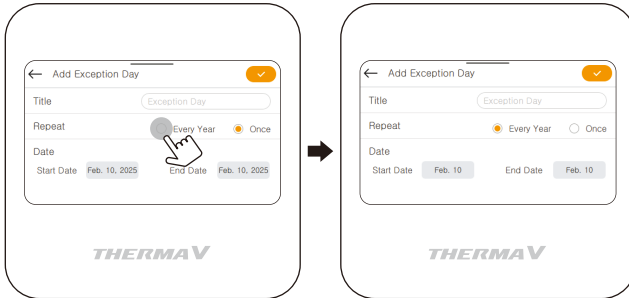 Add Exception Day
Title Exception Day
Repeat Every Year Once
Date
Start Date Feb. 10, 2025 End Date Feb. 10, 2025
THERMAV
Add Exception Day
Title Exception Day
Repeat Every Year Once
Date
Start Date Feb. 10 End Date Feb. 10
THERMAV